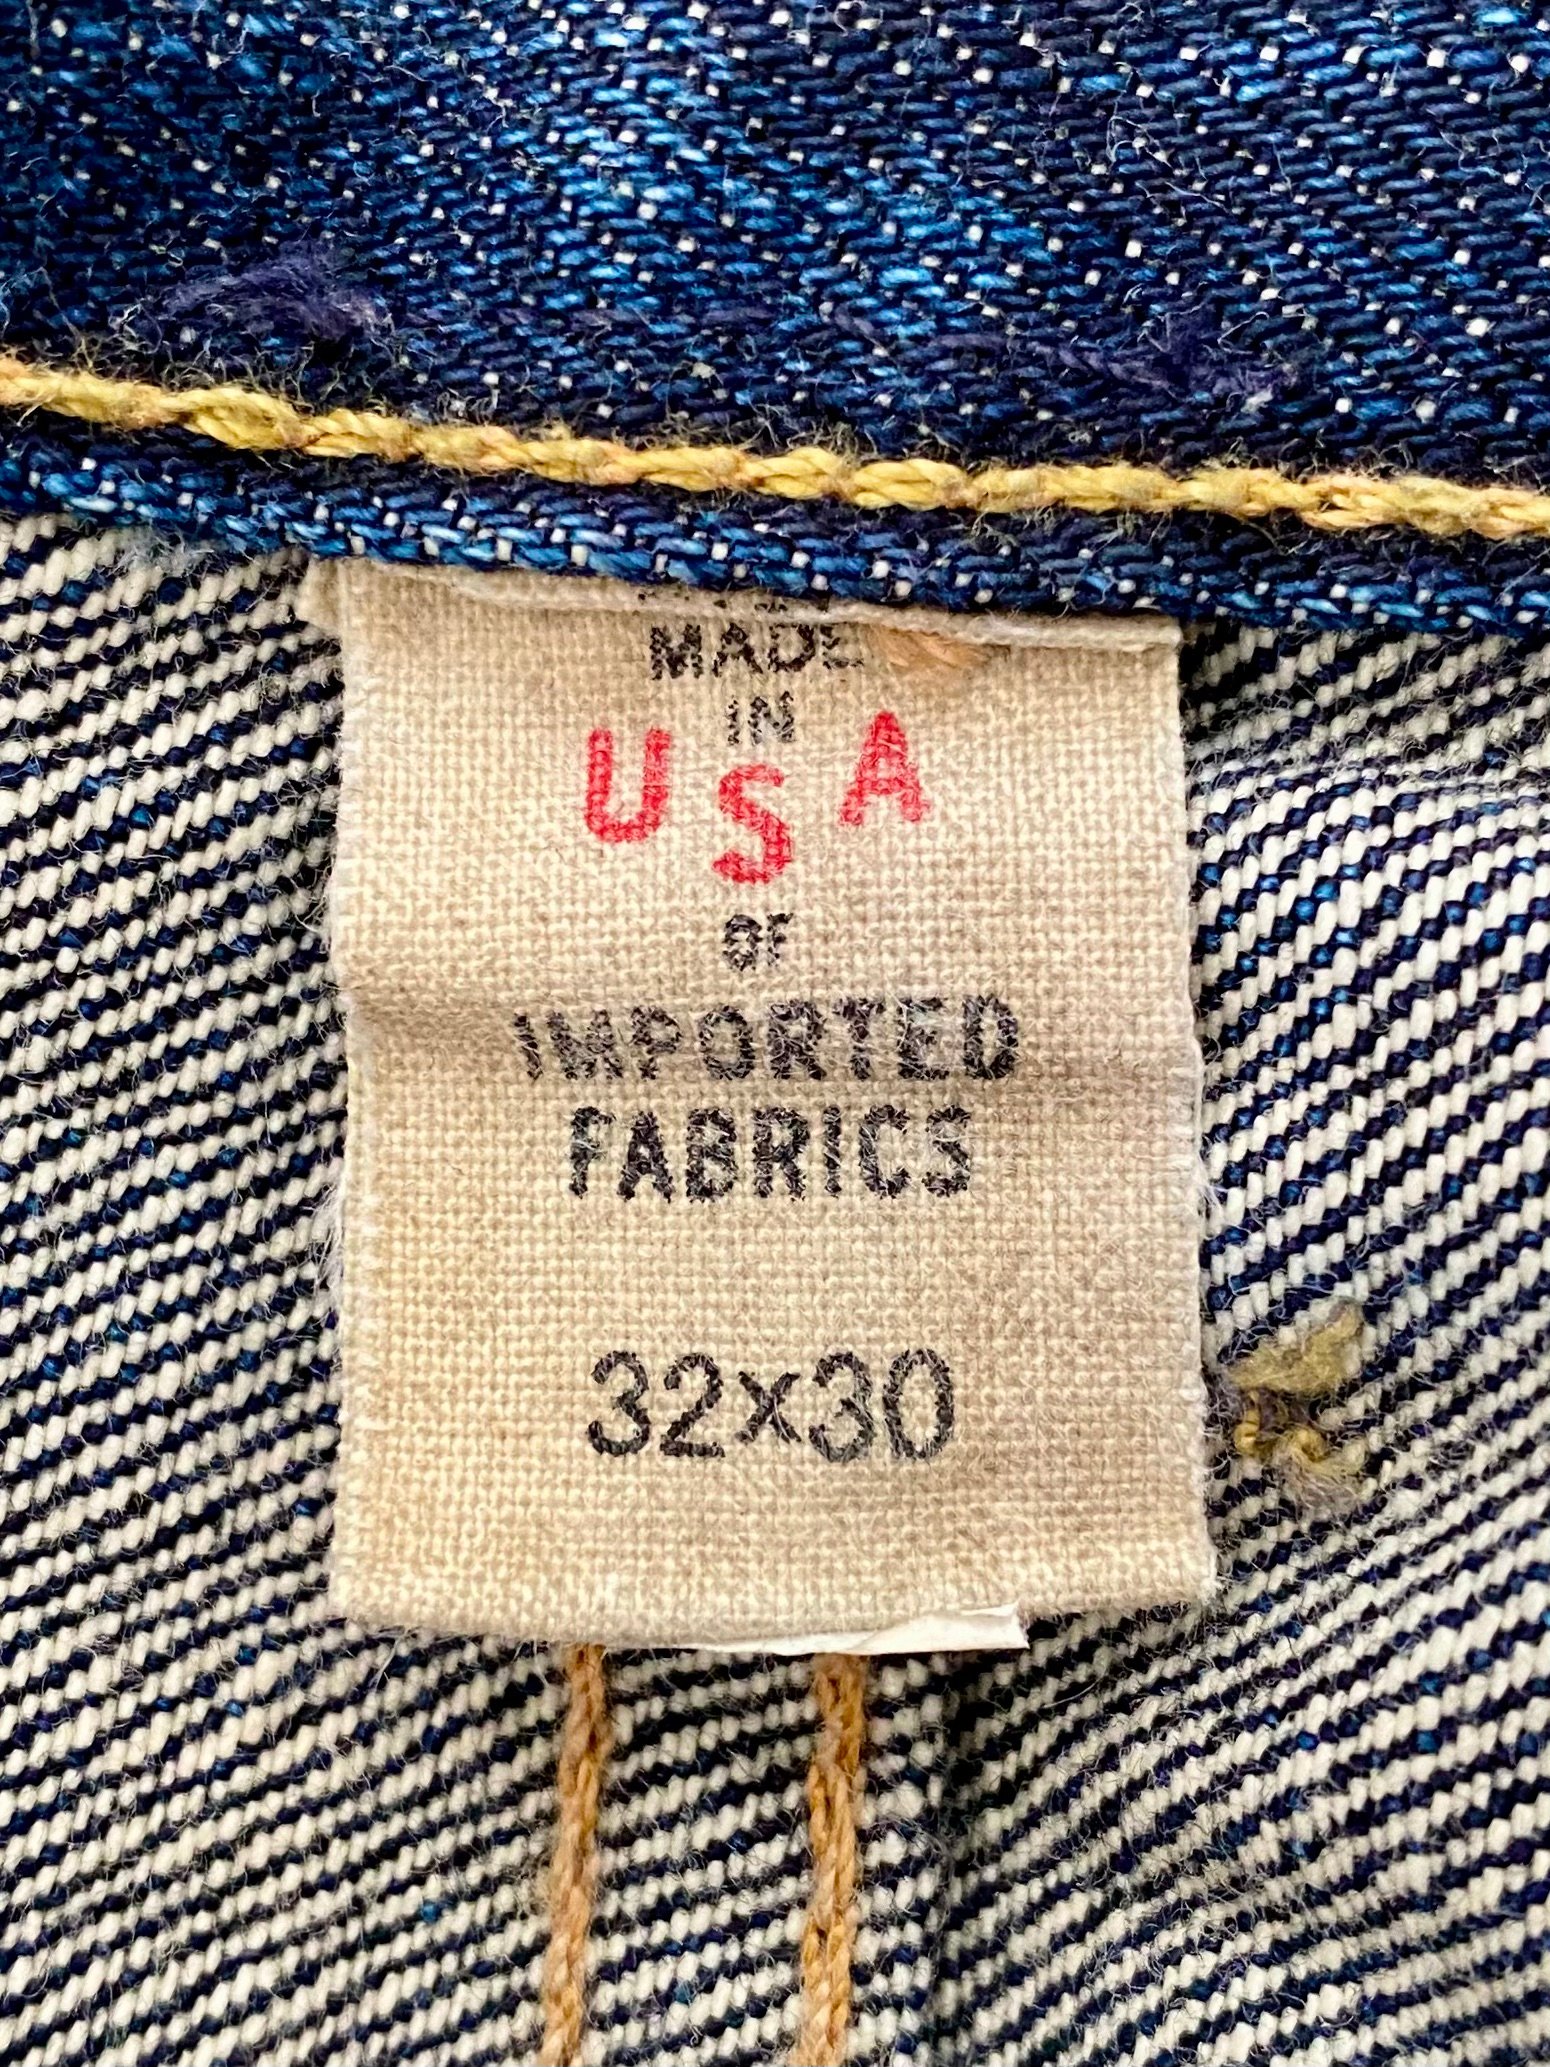 MADE
IN
USA
OF
IMPORTED
FABRICS
32x30